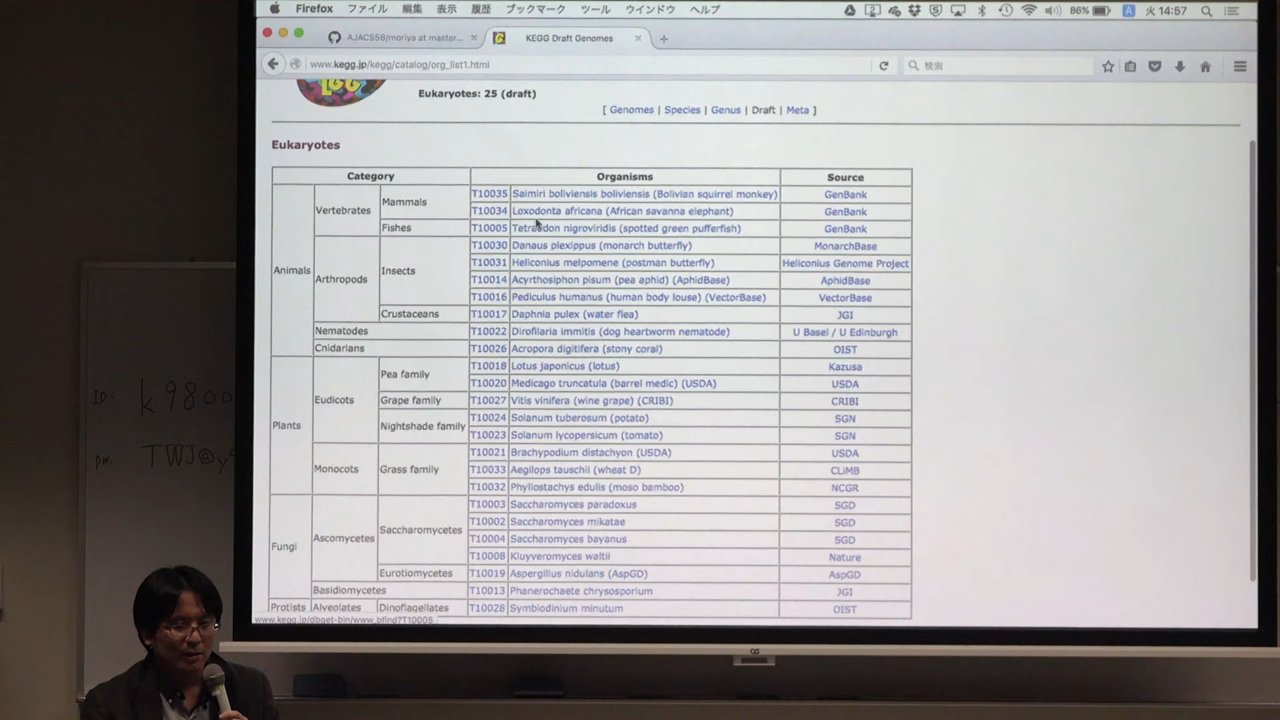 Firefox ファイル 編集 表示 履歴 ブックマーク ツール ウインドウ ヘルプ 86% A 火 14:57
AJACS58/moriya at master... × KEGG Draft Genomes × +
www.kegg.jp/kegg/catalog/org_list1.html 検索
Eukaryotes: 25 (draft)
[ Genomes | Species | Genus | Draft | Meta ]
Eukaryotes
Category Organisms Source
Animals Vertebrates Mammals T10035 Saimiri boliviensis boliviensis (Bolivian squirrel monkey) GenBank
T10034 Loxodonta africana (African savanna elephant) GenBank
Fishes T10005 Tetraodon nigroviridis (spotted green pufferfish) GenBank
Arthropods Insects T10030 Danaus plexippus (monarch butterfly) MonarchBase
T10031 Heliconius melpomene (postman butterfly) Heliconius Genome Project
T10014 Acyrthosiphon pisum (pea aphid) (AphidBase) AphidBase
T10016 Pediculus humanus (human body louse) (VectorBase) VectorBase
Crustaceans T10017 Daphnia pulex (water flea) JGI
Nematodes T10022 Dirofilaria immitis (dog heartworm nematode) U Basel / U Edinburgh
Cnidarians T10026 Acropora digitifera (stony coral) OIST
Plants Eudicots Pea family T10018 Lotus japonicus (lotus) Kazusa
T10020 Medicago truncatula (barrel medic) (USDA) USDA
Grape family T10027 Vitis vinifera (wine grape) (CRIBI) CRIBI
Nightshade family T10024 Solanum tuberosum (potato) SGN
T10023 Solanum lycopersicum (tomato) SGN
Monocots Grass family T10021 Brachypodium distachyon (USDA) USDA
T10033 Aegilops tauschii (wheat D) CLiMB
T10032 Phyllostachys edulis (moso bamboo) NCGR
Fungi Ascomycetes Saccharomycetes T10003 Saccharomyces paradoxus SGD
T10002 Saccharomyces mikatae SGD
T10004 Saccharomyces bayanus SGD
T10008 Kluyveromyces waltii Nature
Eurotiomycetes T10019 Aspergillus nidulans (AspGD) AspGD
Basidiomycetes T10013 Phanerochaete chrysosporium JGI
Protists Alveolates Dinoflagellates T10028 Symbiodinium minutum OIST
www.kegg.jp/dbget-bin/www_bfind?T10005
ID: k9800
pw: TWJ@y
QS